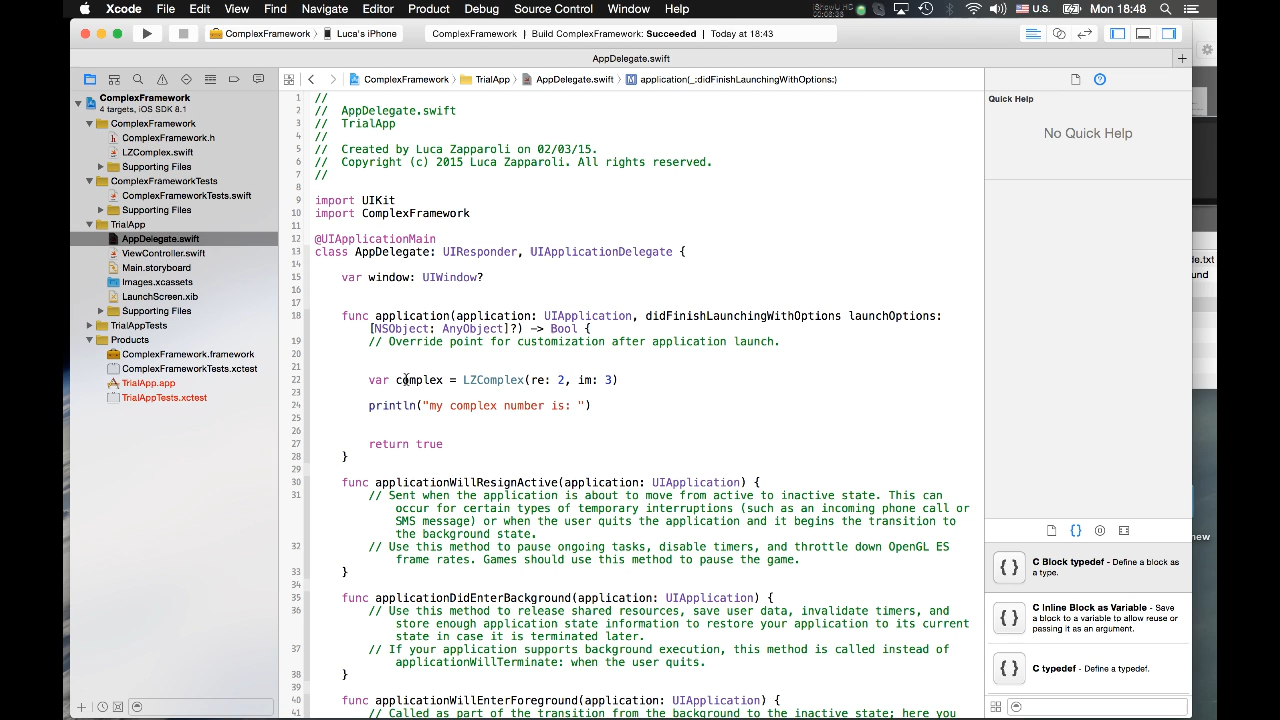 Xcode File Edit View Find Navigate Editor Product Debug Source Control Window Help U.S. Mon 18:48
ComplexFramework Luca's iPhone ComplexFramework Build ComplexFramework: Succeeded Today at 18:43
AppDelegate.swift
ComplexFramework TrialApp AppDelegate.swift M application(_:didFinishLaunchingWithOptions:)
ComplexFramework
4 targets, iOS SDK 8.1
ComplexFramework
ComplexFramework.h
LZComplex.swift
Supporting Files
ComplexFrameworkTests
ComplexFrameworkTests.swift
Supporting Files
TrialApp
AppDelegate.swift
ViewController.swift
Main.storyboard
Images.xcassets
LaunchScreen.xib
Supporting Files
TrialAppTests
Products
ComplexFramework.framework
ComplexFrameworkTests.xctest
TrialApp.app
TrialAppTests.xctest
1 //
2 // AppDelegate.swift
3 // TrialApp
4 //
5 // Created by Luca Zapparoli on 02/03/15.
6 // Copyright (c) 2015 Luca Zapparoli. All rights reserved.
7 //
8
9 import UIKit
10 import ComplexFramework
11
12 @UIApplicationMain
13 class AppDelegate: UIResponder, UIApplicationDelegate {
14
15 var window: UIWindow?
16
17
18 func application(application: UIApplication, didFinishLaunchingWithOptions launchOptions:
[NSObject: AnyObject]?) -> Bool {
19 // Override point for customization after application launch.
20
21
22 var complex = LZComplex(re: 2, im: 3)
23
24 println("my complex number is: ")
25
26
27 return true
28 }
29
30 func applicationWillResignActive(application: UIApplication) {
31 // Sent when the application is about to move from active to inactive state. This can
occur for certain types of temporary interruptions (such as an incoming phone call or
SMS message) or when the user quits the application and it begins the transition to
the background state.
32 // Use this method to pause ongoing tasks, disable timers, and throttle down OpenGL ES
frame rates. Games should use this method to pause the game.
33 }
34
35 func applicationDidEnterBackground(application: UIApplication) {
36 // Use this method to release shared resources, save user data, invalidate timers, and
store enough application state information to restore your application to its current
state in case it is terminated later.
37 // If your application supports background execution, this method is called instead of
applicationWillTerminate: when the user quits.
38 }
39
40 func applicationWillEnterForeground(application: UIApplication) {
41 // Called as part of the transition from the background to the inactive state; here you
Quick Help
No Quick Help
{ } C Block typedef - Define a block as
a type.
{ } C Inline Block as Variable - Save
a block to a variable to allow reuse or
passing it as an argument.
{ } C typedef - Define a typedef.